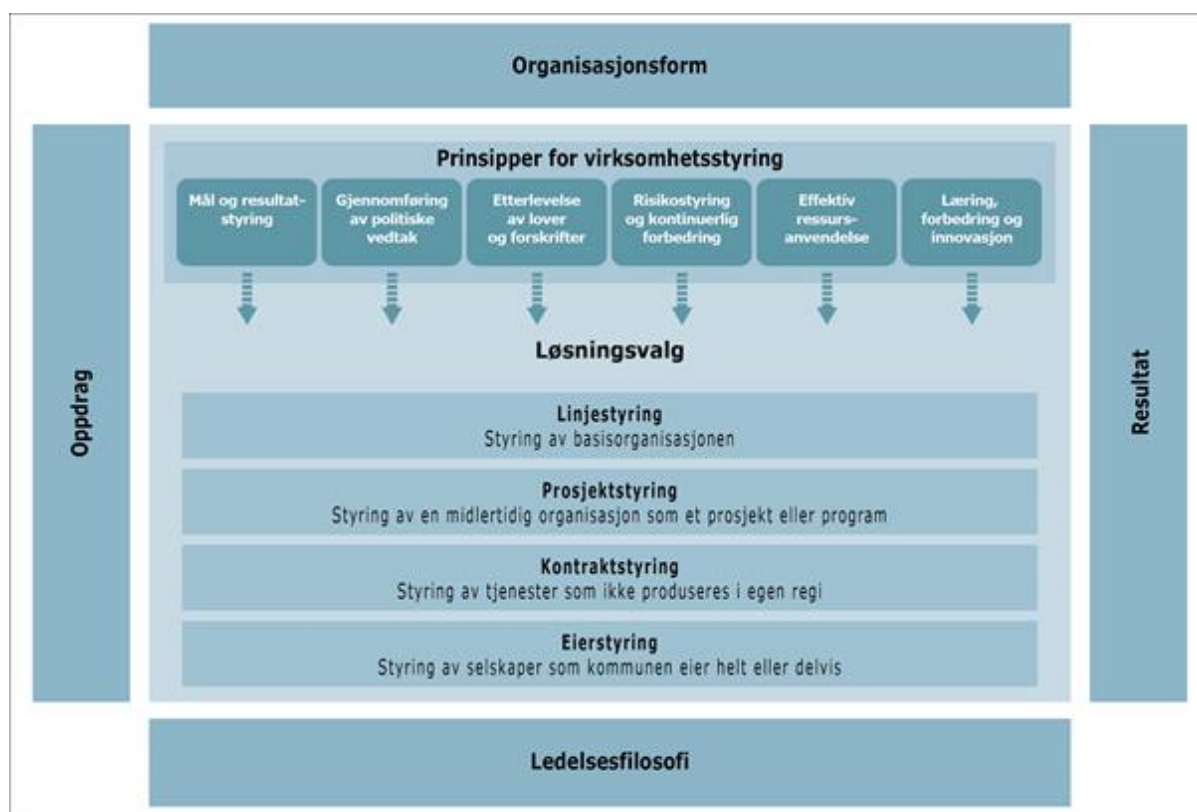 Organisasjonsform
Oppdrag
Prinsipper for virksomhetsstyring
Mål og resultat-
styring
Gjennomføring
av politiske
vedtak
Etterlevelse
av lover
og forskrifter
Risikostyring
og kontinuerlig
forbedring
Effektiv
ressurs-
anvendelse
Læring,
forbedring og
innovasjon
Løsningsvalg
Linjestyring
Styring av basisorganisasjonen
Prosjektstyring
Styring av en midlertidig organisasjon som et prosjekt eller program
Kontraktstyring
Styring av tjenester som ikke produseres i egen regi
Eierstyring
Styring av selskaper som kommunen eier helt eller delvis
Resultat
Ledelsesfilosofi